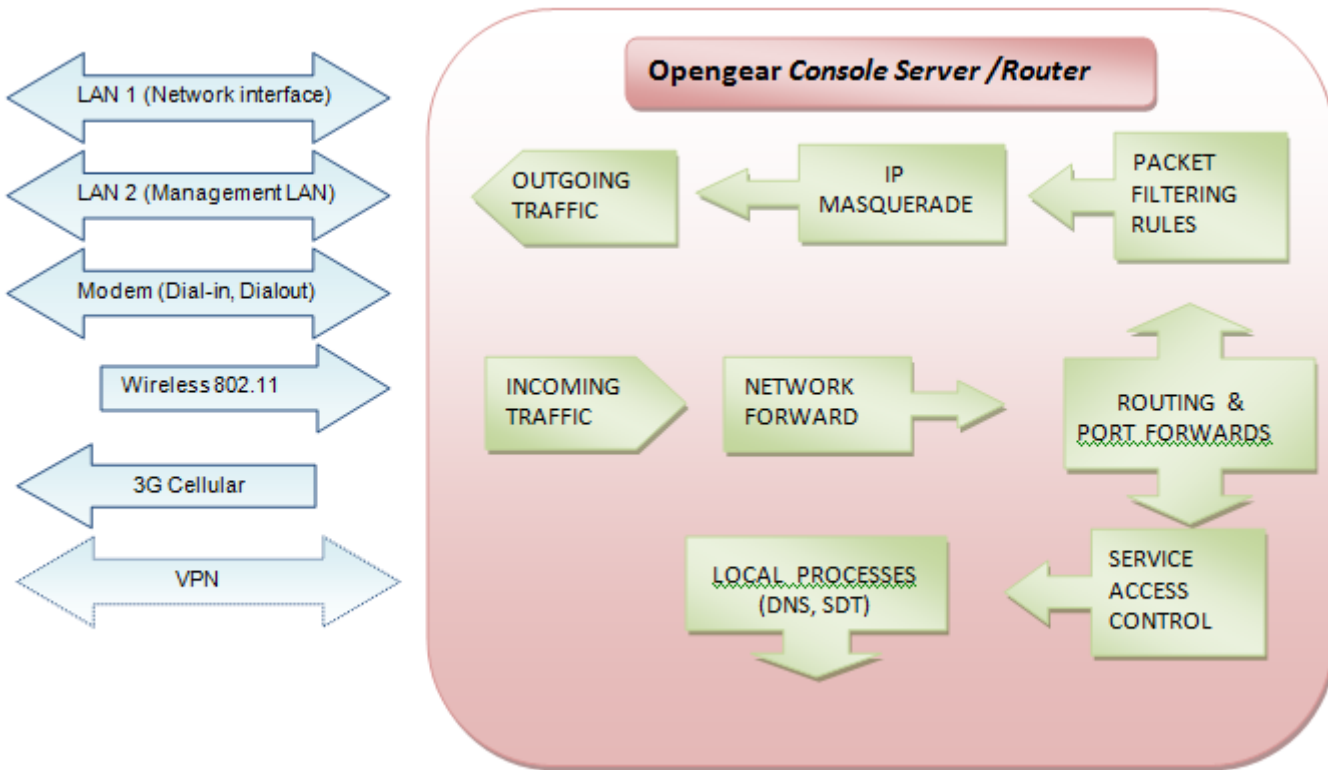 LAN 1 (Network interface)
LAN 2 (Management LAN)
Modem (Dial-in, Dialout)
Wireless 802.11
3G Cellular
VPN
Opengear Console Server /Router
OUTGOING
TRAFFIC
IP
MASQUERADE
PACKET
FILTERING
RULES
INCOMING
TRAFFIC
NETWORK
FORWARD
ROUTING &
PORT FORWARDS
LOCAL PROCESSES
(DNS, SDT)
SERVICE
ACCESS
CONTROL